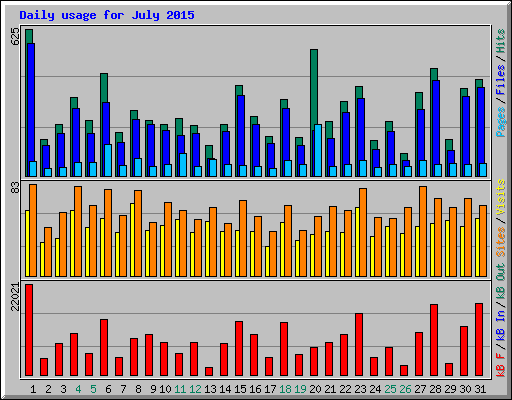 Daily usage for July 2015
625
83
22021
Pages / Files / Hits
Sites / Visits
kB F / kB In / kB Out
1 2 3 4 5 6 7 8 9 10 11 12 13 14 15 16 17 18 19 20 21 22 23 24 25 26 27 28 29 30 31